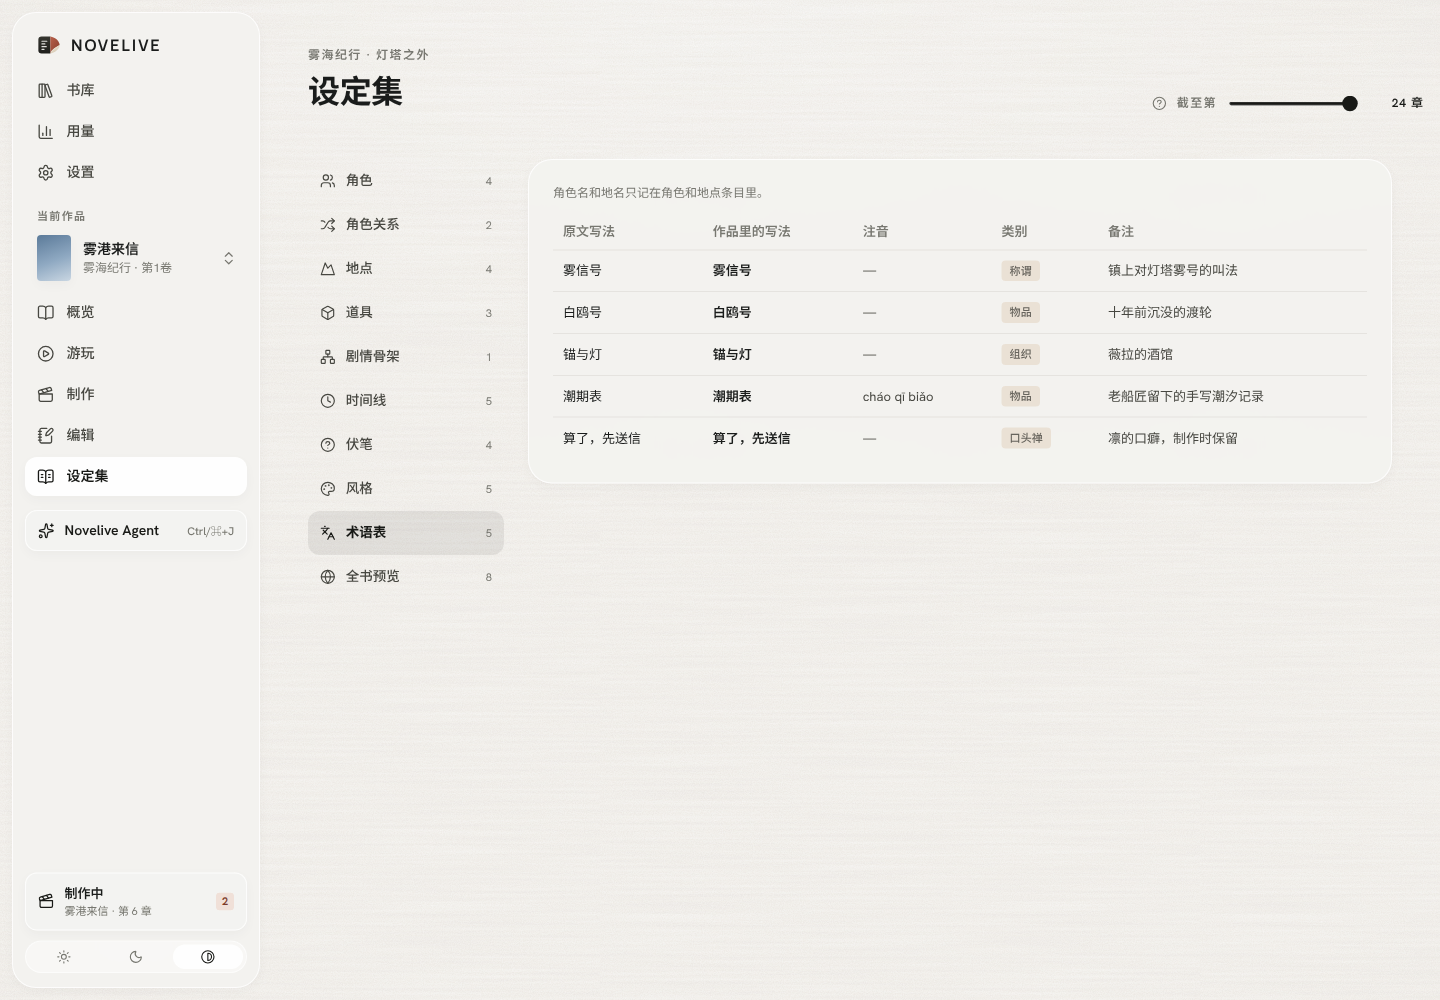 NOVELIVE
书库
用量
设置
当前作品
雾港来信
雾海纪行 · 第1卷
概览
游玩
制作
编辑
设定集
Novelive Agent Ctrl/⌘+J
制作中
雾港来信 · 第 6 章
2
雾海纪行 · 灯塔之外
设定集
截至第 24 章
角色 4
角色关系 2
地点 4
道具 3
剧情骨架 1
时间线 5
伏笔 4
风格 5
术语表 5
全书预览 8
角色名和地名只记在角色和地点条目里。
原文写法 作品里的写法 注音 类别 备注
雾信号 雾信号 — 称谓 镇上对灯塔雾号的叫法
白鸥号 白鸥号 — 物品 十年前沉没的渡轮
锚与灯 锚与灯 — 组织 薇拉的酒馆
潮期表 潮期表 cháo qī biǎo 物品 老船匠留下的手写潮汐记录
算了，先送信 算了，先送信 — 口头禅 凛的口癖，制作时保留